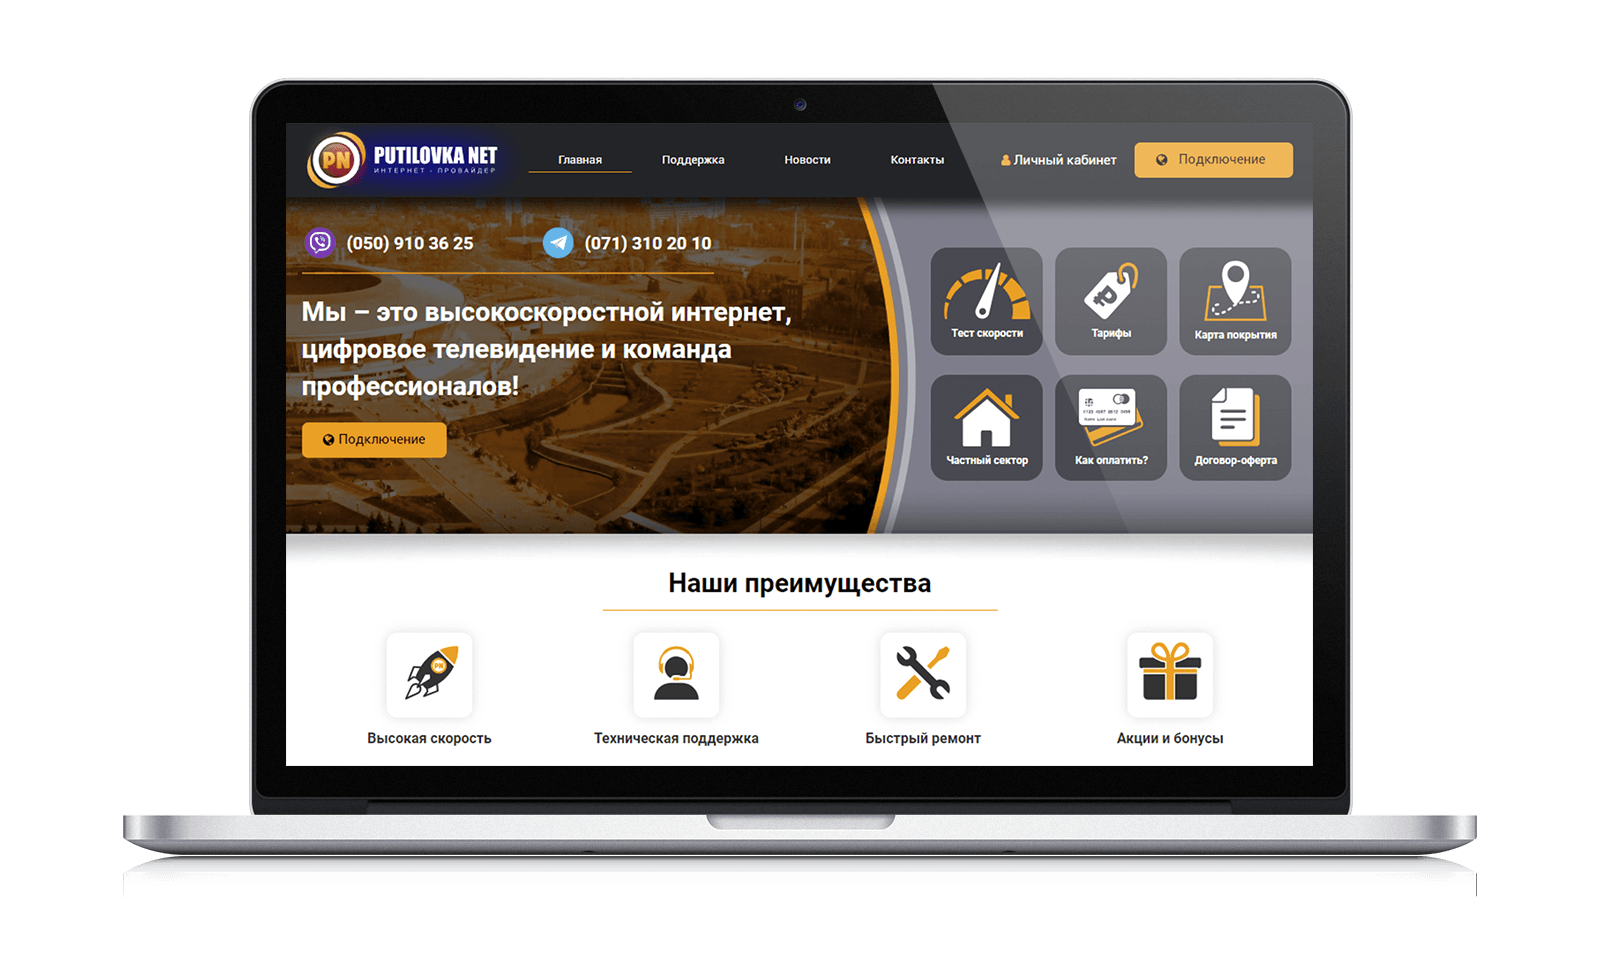 PN
PUTILOVKA NET
ИНТЕРНЕТ - ПРОВАЙДЕР
Главная
Поддержка
Новости
Контакты
Личный кабинет
Подключение
(050) 910 36 25
(071) 310 20 10
Мы – это высокоскоростной интернет,
цифровое телевидение и команда
профессионалов!
Подключение
Тест скорости
Тарифы
Карта покрытия
Частный сектор
Как оплатить?
Договор-оферта
Наши преимущества
PN
Высокая скорость
Техническая поддержка
Быстрый ремонт
Акции и бонусы